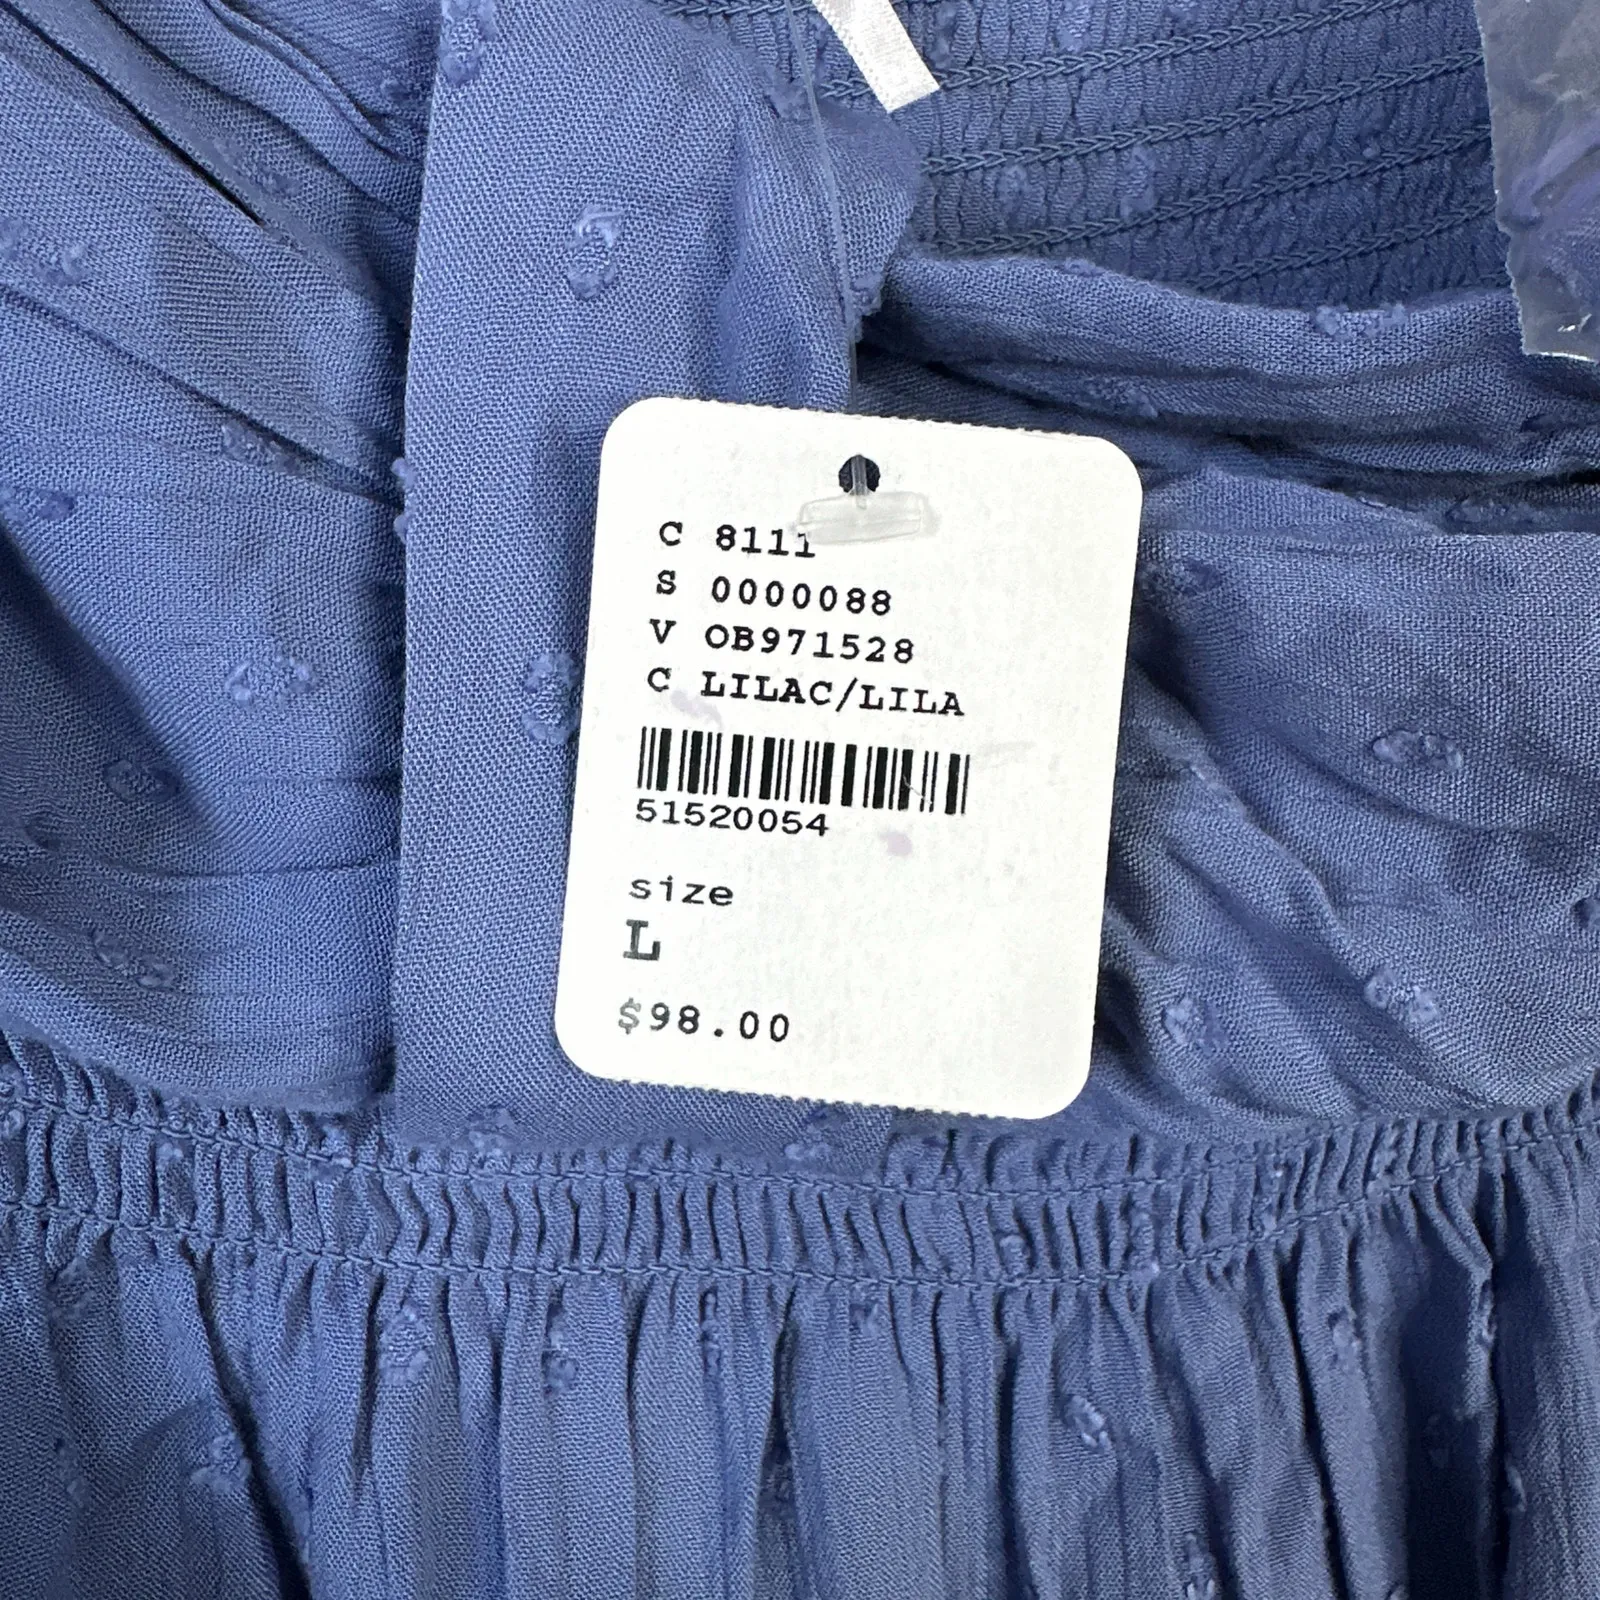 C 8111
S 0000088
V OB971528
C LILAC/LILA
51520054
size
L
$98.00